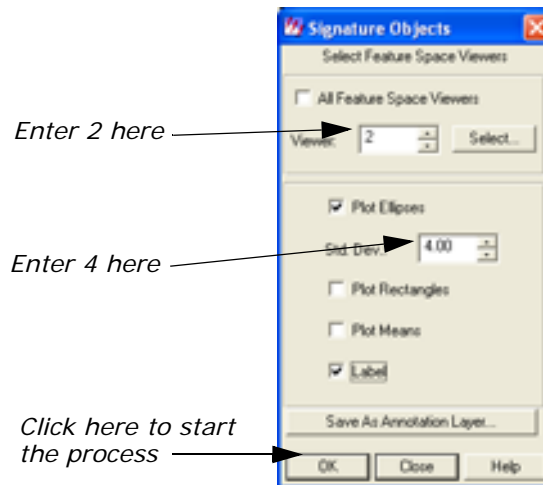 Signature Objects
Select Feature Space Viewers
All Feature Space Viewers
Enter 2 here
Viewer: 2 Select...
Plot Ellipses
Enter 4 here
Std. Dev.: 4.00
Plot Rectangles
Plot Means
Label
Save As Annotation Layer...
Click here to start
the process
OK Close Help